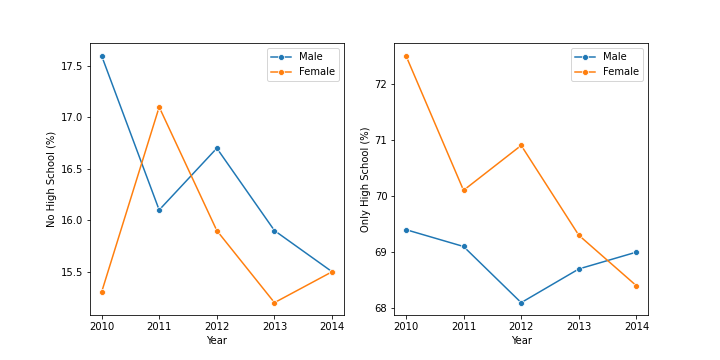 No High School (%)
17.5
17.0
16.5
16.0
15.5
2010 2011 2012 2013 2014
Year
Male
Female
Only High School (%)
72
71
70
69
68
2010 2011 2012 2013 2014
Year
Male
Female